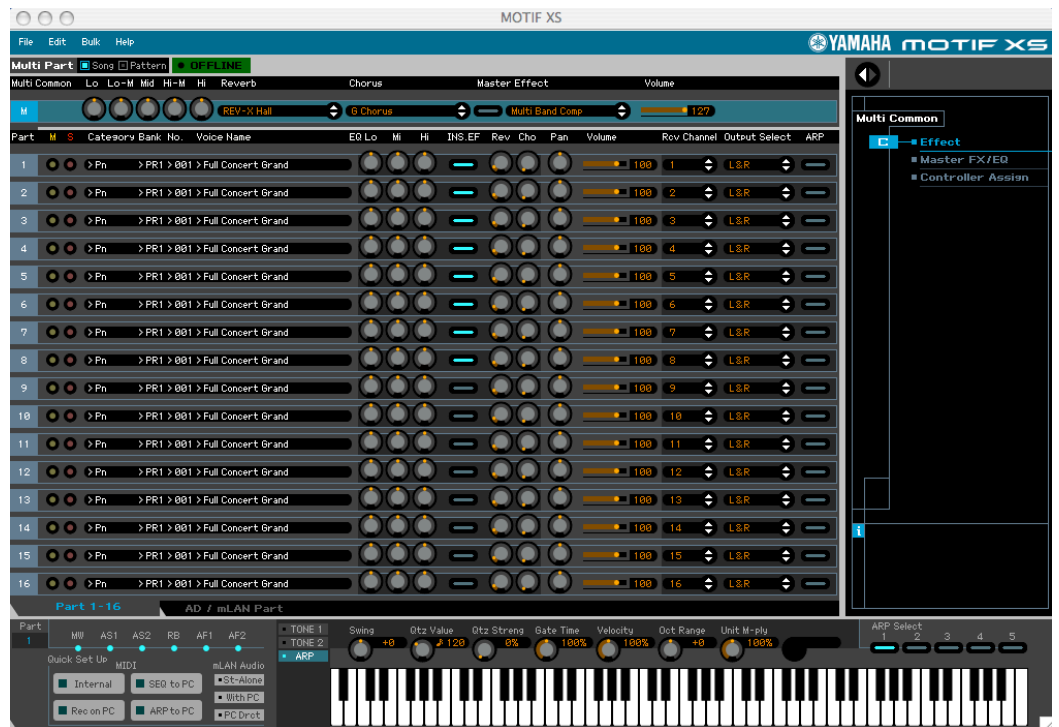 MOTIF XS
File Edit Bulk Help
YAMAHA MOTIF XS
Multi Part Song Pattern OFFLINE
Multi Common Lo Lo-M Mid Hi-M Hi Reverb Chorus Master Effect Volume
M REV-X Hall G Chorus Multi Band Comp 127
Part M S Category Bank No. Voice Name EQ Lo Mi Hi INS.EF Rev Cho Pan Volume Rcv Channel Output Select ARP
1 > Pn > PR1 > 001 > Full Concert Grand 100 1 L&R
2 > Pn > PR1 > 001 > Full Concert Grand 100 2 L&R
3 > Pn > PR1 > 001 > Full Concert Grand 100 3 L&R
4 > Pn > PR1 > 001 > Full Concert Grand 100 4 L&R
5 > Pn > PR1 > 001 > Full Concert Grand 100 5 L&R
6 > Pn > PR1 > 001 > Full Concert Grand 100 6 L&R
7 > Pn > PR1 > 001 > Full Concert Grand 100 7 L&R
8 > Pn > PR1 > 001 > Full Concert Grand 100 8 L&R
9 > Pn > PR1 > 001 > Full Concert Grand 100 9 L&R
10 > Pn > PR1 > 001 > Full Concert Grand 100 10 L&R
11 > Pn > PR1 > 001 > Full Concert Grand 100 11 L&R
12 > Pn > PR1 > 001 > Full Concert Grand 100 12 L&R
13 > Pn > PR1 > 001 > Full Concert Grand 100 13 L&R
14 > Pn > PR1 > 001 > Full Concert Grand 100 14 L&R
15 > Pn > PR1 > 001 > Full Concert Grand 100 15 L&R
16 > Pn > PR1 > 001 > Full Concert Grand 100 16 L&R
Part 1-16 AD / mLAN Part
Multi Common
C Effect
Master FX/EQ
Controller Assign
i
Part
1
MW AS1 AS2 RB AF1 AF2
Quick Set Up MIDI mLAN Audio
Internal SEQ to PC St-Alone
With PC
Rec on PC ARP to PC PC Drct
TONE 1
TONE 2
ARP
Swing Qtz Value Qtz Streng Gate Time Velocity Oct Range Unit M-ply
+0 120 0% 100% 100% +0 100%
ARP Select
1 2 3 4 5